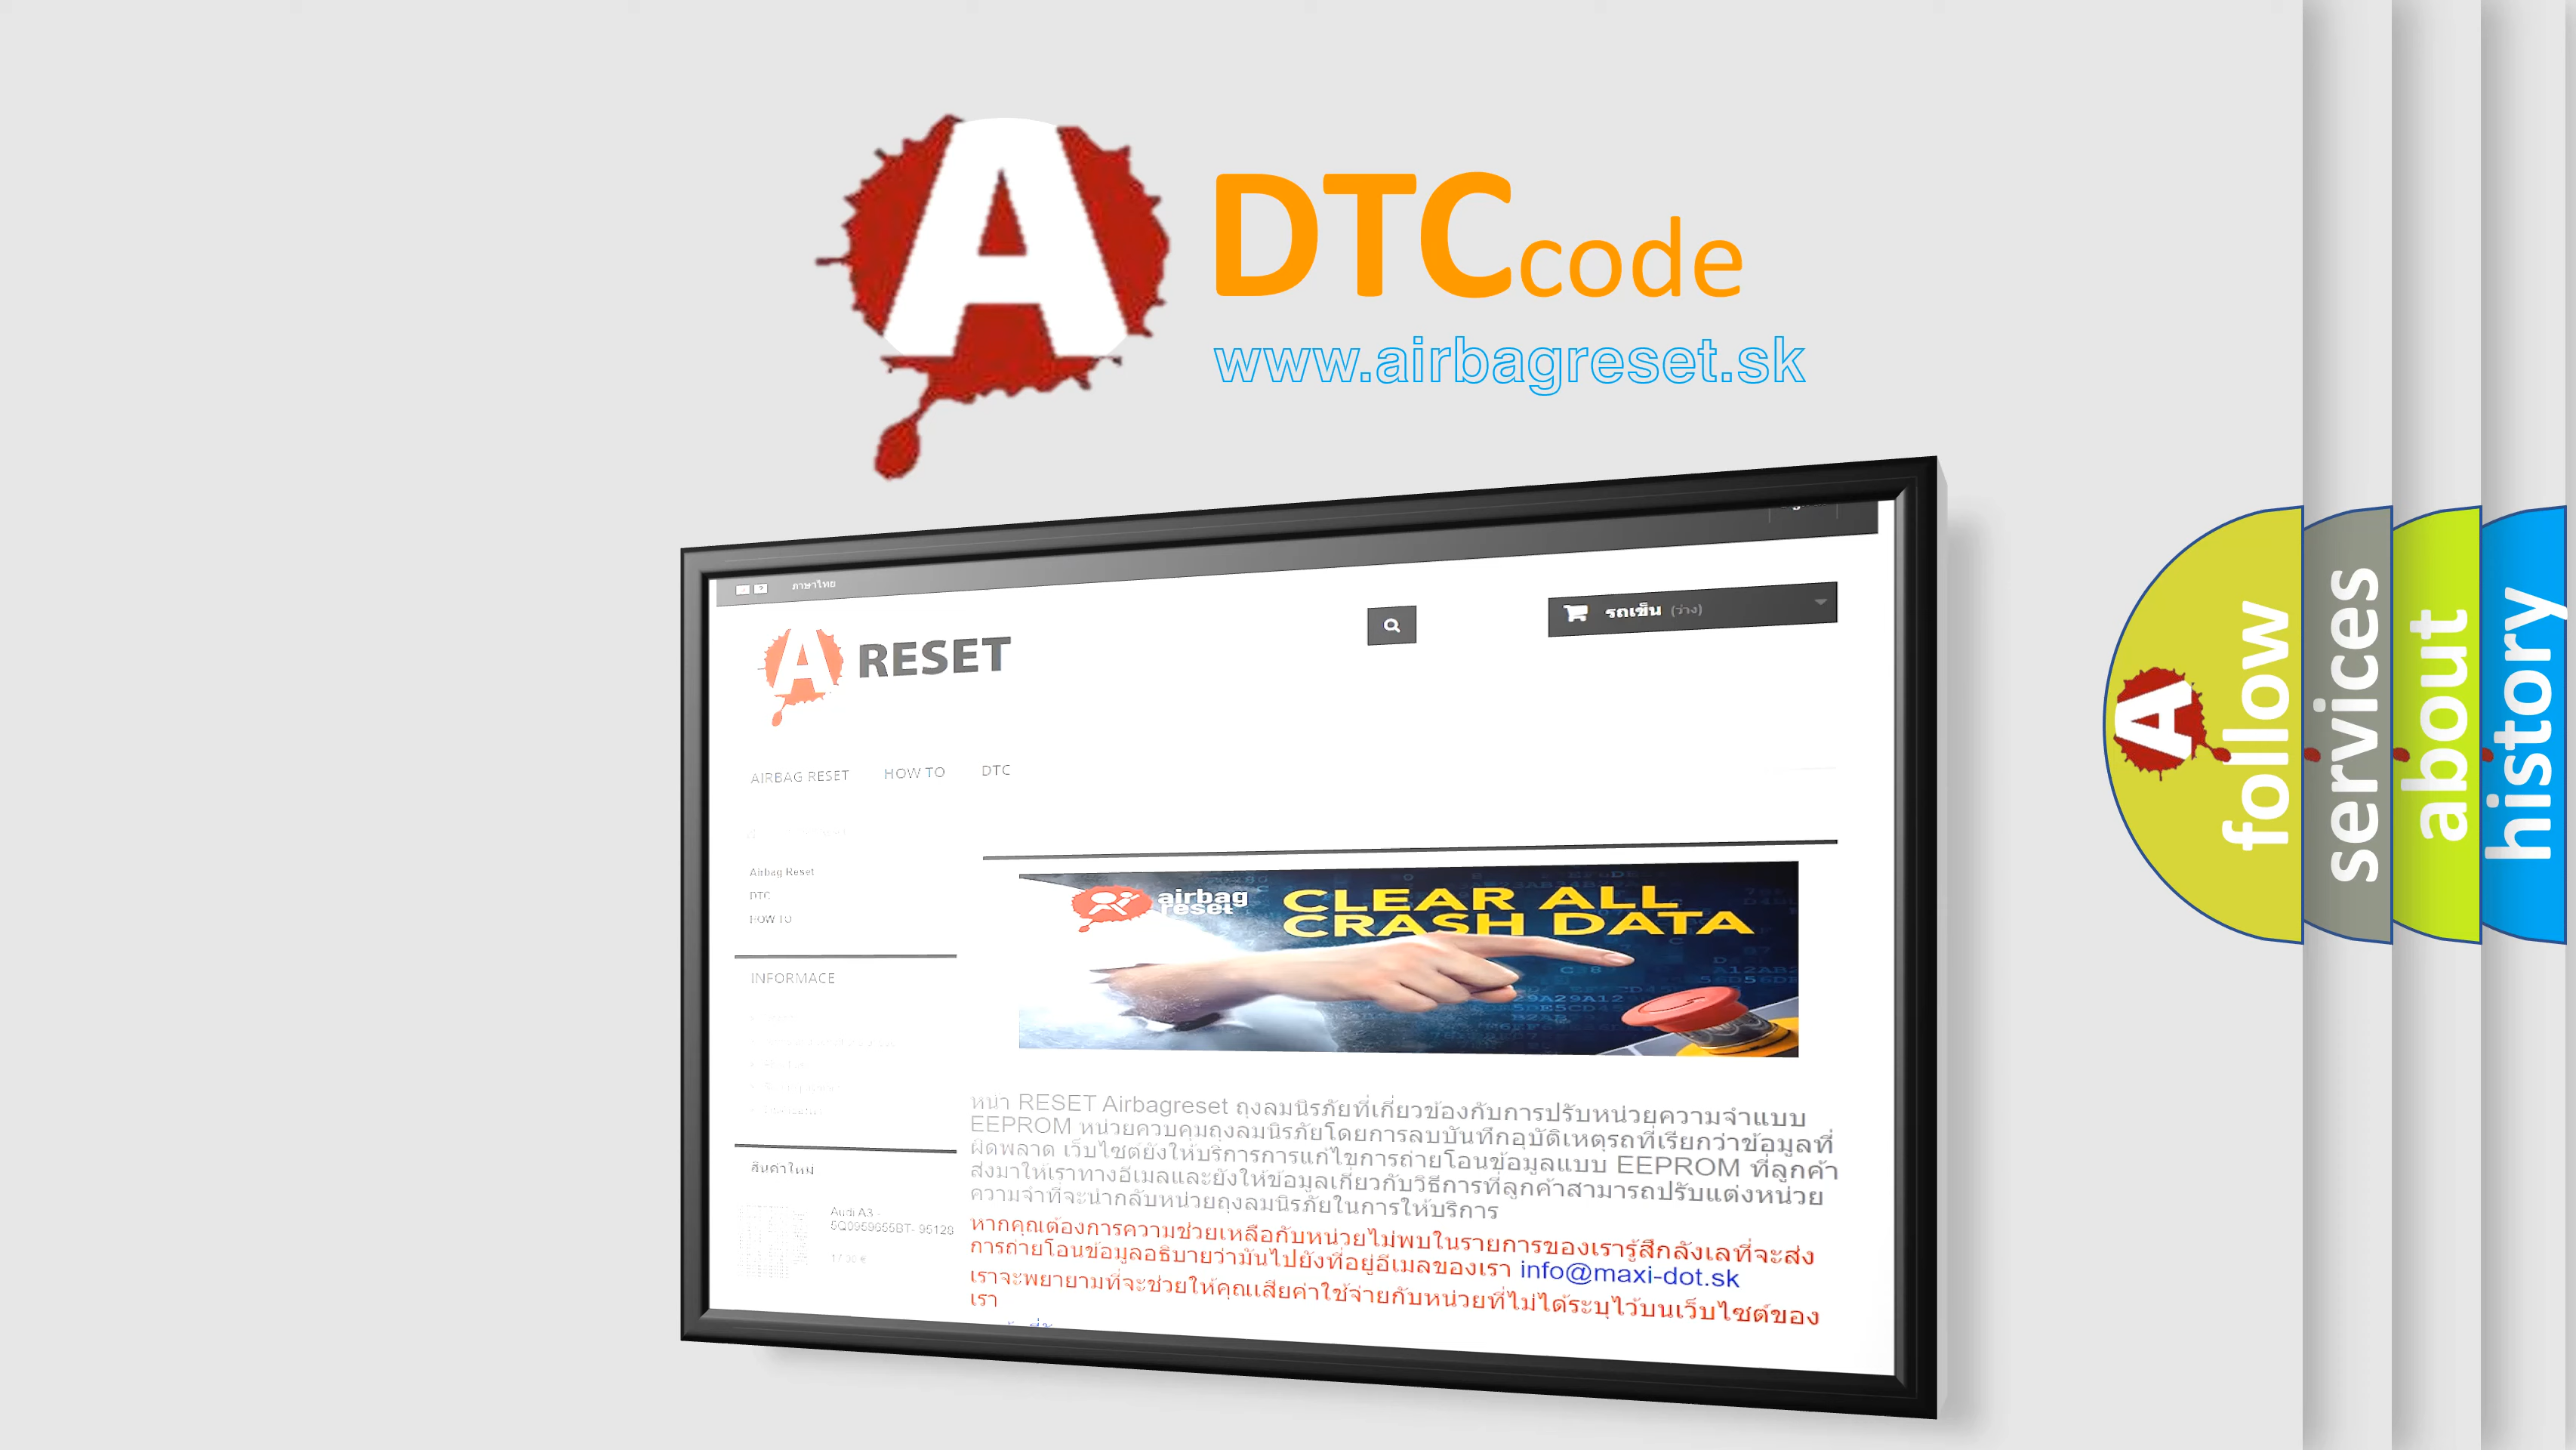 A
DTCcode
www.airbagreset.sk
ภาษาไทย
A RESET
รถเข็น (ว่าง)
AIRBAG RESET HOW TO DTC
Airbag Reset
DTC
HOW TO
INFORMACE
airbag
reset
CLEAR ALL
CRASH DATA
หน้า RESET Airbagreset ถุงลมนิรภัยที่เกี่ยวข้องกับการปรับหน่วยความจำแบบ
EEPROM หน่วยควบคุมถุงลมนิรภัยโดยการลบบันทึกอุบัติเหตุรถที่เรียกว่าข้อมูลที่
ผิดพลาด เว็บไซต์ยังให้บริการการแก้ไขการถ่ายโอนข้อมูลแบบ EEPROM ที่ลูกค้า
ส่งมาให้เราทางอีเมลและยังให้ข้อมูลเกี่ยวกับวิธีการที่ลูกค้าสามารถปรับแต่งหน่วย
ความจำที่จะนำกลับหน่วยถุงลมนิรภัยในการให้บริการ
หากคุณต้องการความช่วยเหลือกับหน่วยไม่พบในรายการของเรารู้สึกลังเลที่จะส่ง
การถ่ายโอนข้อมูลอธิบายว่ามันไปยังที่อยู่อีเมลของเรา info@maxi-dot.sk
เราจะพยายามที่จะช่วยให้คุณเสียค่าใช้จ่ายกับหน่วยที่ไม่ได้ระบุไว้บนเว็บไซต์ของ
เรา
สินค้าใหม่
Audi A3 -
5Q0959655BT- 95128
17.00 €
A follow
services
about
history